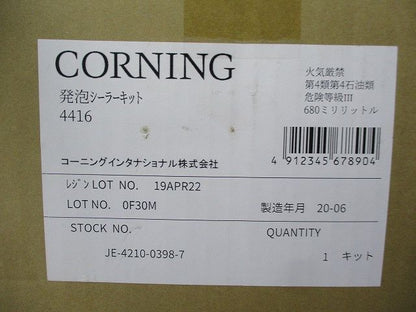 CORNING
発泡シーラーキット
4416
火気厳禁
第4類第4石油類
危険等級III
680ミリリットル
4 912345 678904
コーニングインタナショナル株式会社
レジン LOT NO. 19APR22
LOT NO. 0F30M
製造年月 20-06
STOCK NO.
QUANTITY
JE-4210-0398-7
1 キット